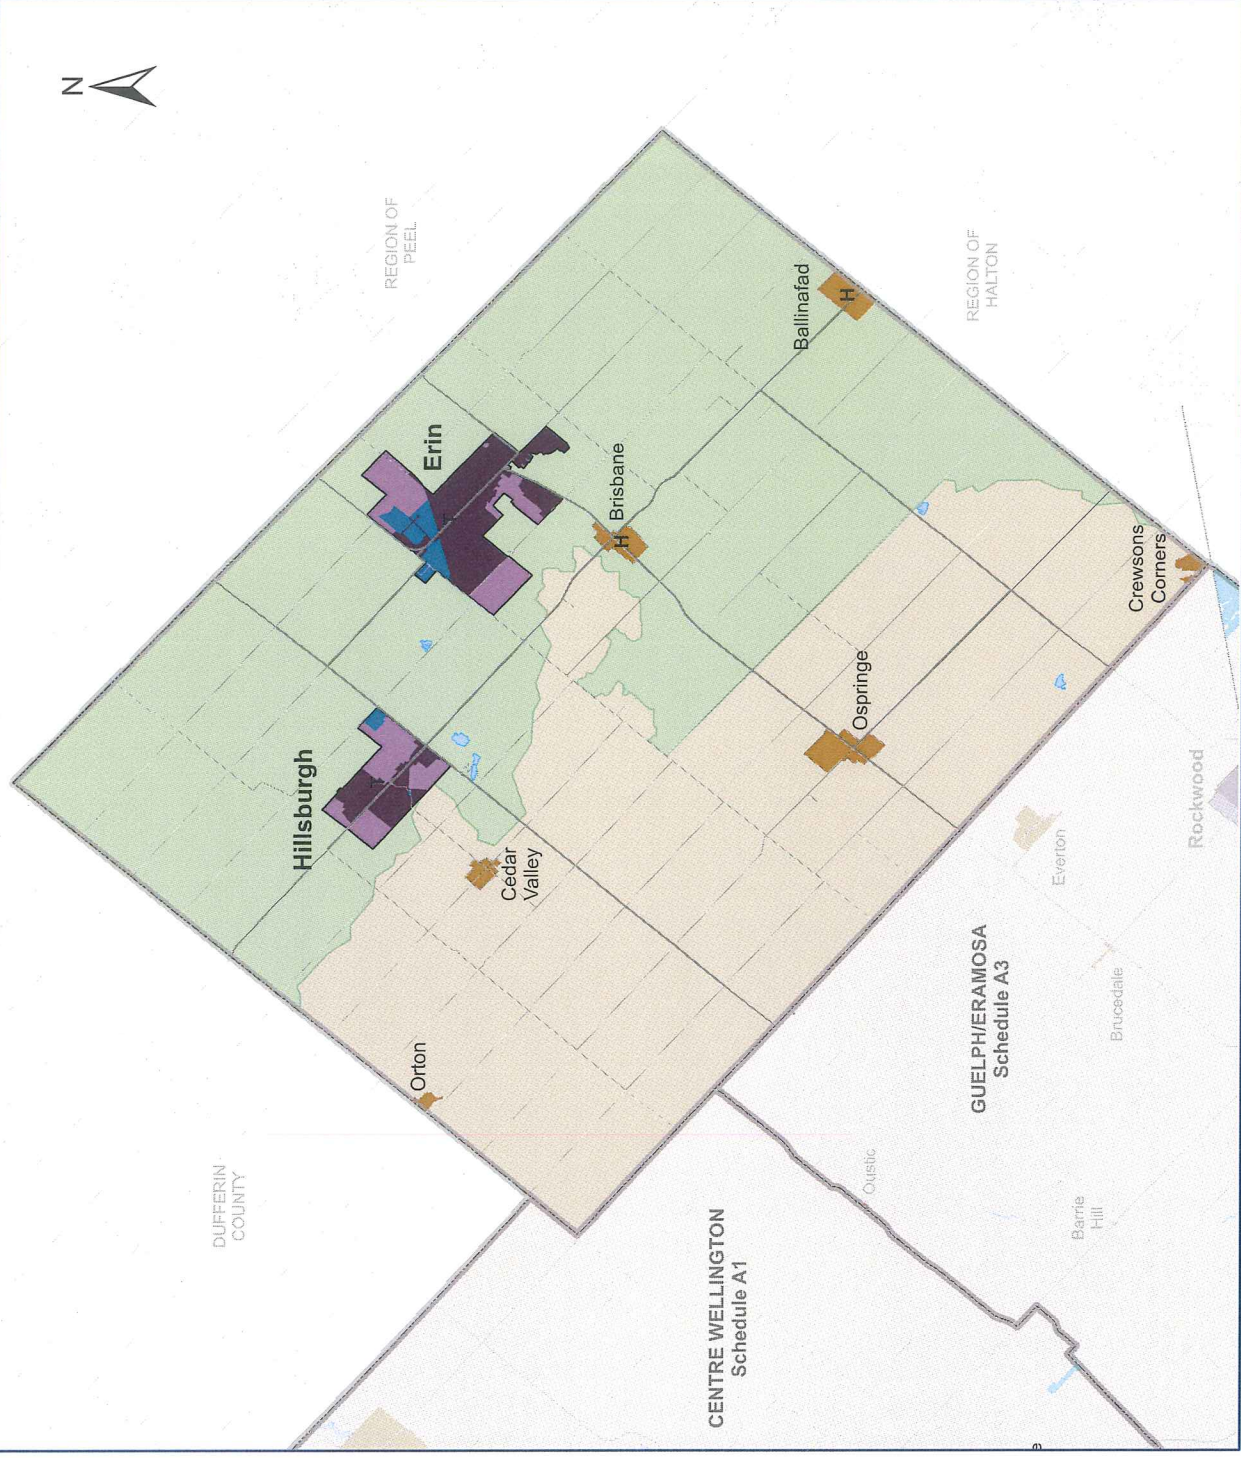 N
DUFFERIN
COUNTY
Hillsburgh
REGION OF
PEEL
Orton
Erin
Cedar
Valley
Brisbane
H
CENTRE WELLINGTON
Schedule A1
Ballinafad
H
Ospringe
Oustic
REGION OF
HALTON
GUELPH/ERAMOSA
Schedule A3
e
Everton
Barrie
Hill
Brucedale
Crewsons
Corners
Rockwood